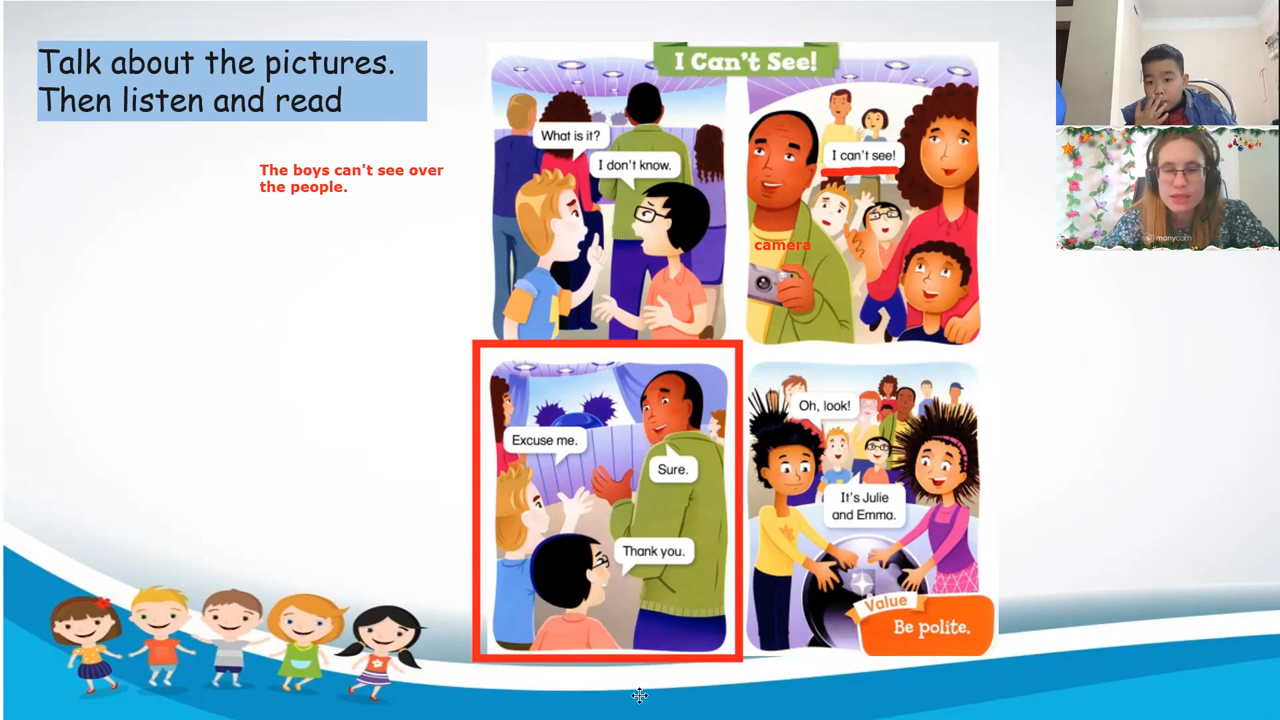 Talk about the pictures.
Then listen and read
The boys can't see over
the people.
I Can't See!
What is it?
I don't know.
I can't see!
camera
Excuse me.
Sure.
Thank you.
Oh, look!
It's Julie
and Emma.
Value
Be polite.
manycam